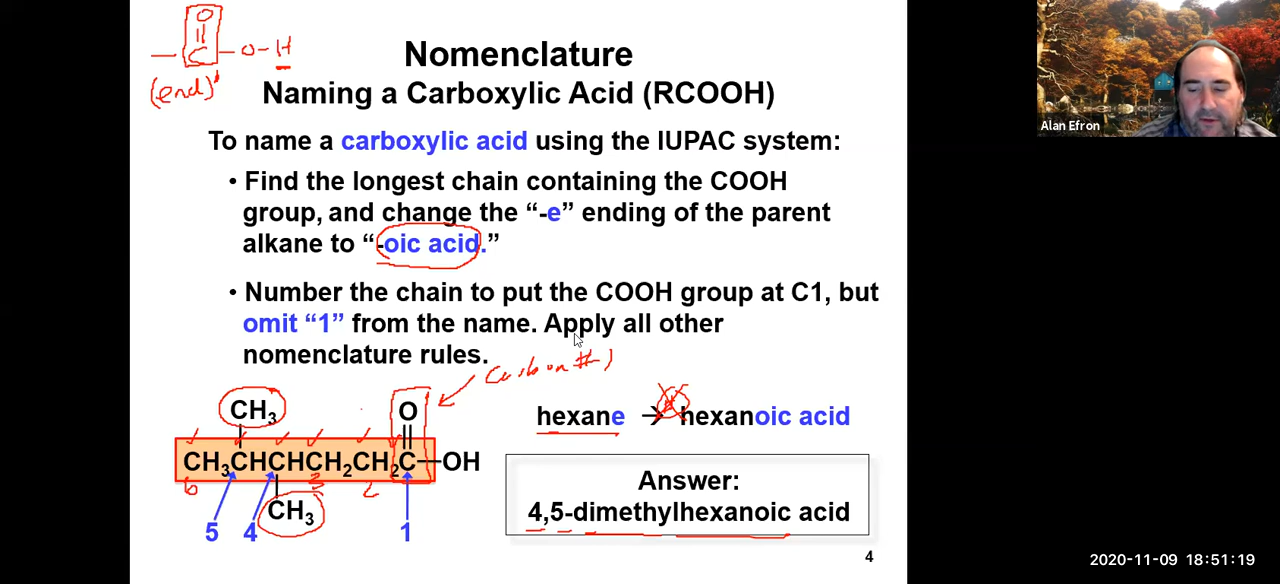 O
C - O - H
(end)
Nomenclature
Naming a Carboxylic Acid (RCOOH)
Alan Efron
To name a carboxylic acid using the IUPAC system:
• Find the longest chain containing the COOH
group, and change the “-e” ending of the parent
alkane to “-oic acid.”
• Number the chain to put the COOH group at C1, but
omit “1” from the name. Apply all other
nomenclature rules.
Carbon #1
CH3 O
hexane → hexanoic acid
CH3CHCHCH2CH2C—OH
6 3 2
CH3
5 4 1
Answer:
4,5-dimethylhexanoic acid
4
2020-11-09 18:51:19